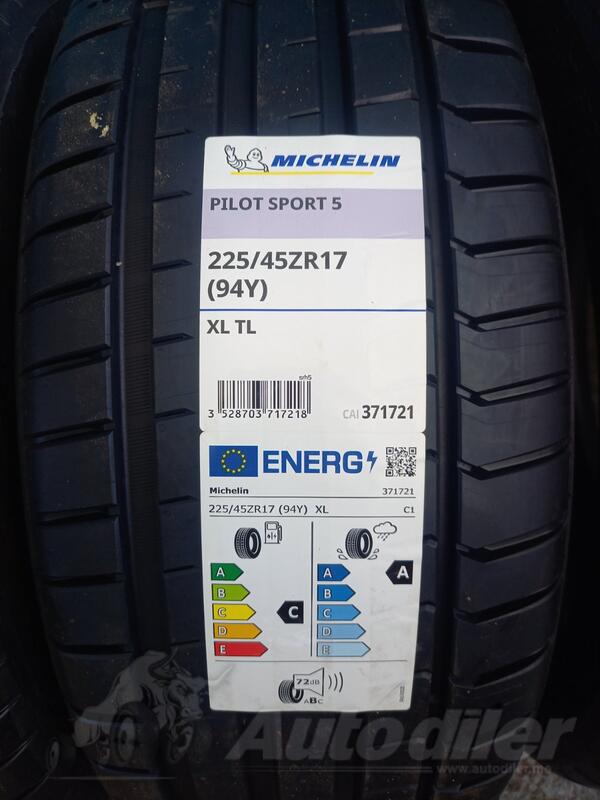 MICHELIN
PILOT SPORT 5
225/45ZR17
(94Y)
XL TL
srh5
3 528703 717218
CAI 371721
ENERG
Michelin 371721
225/45ZR17 (94Y) XL C1
A A A
B B
C C C
D D
E E
72dB
ABC
Autodiler
www.autodiler.me